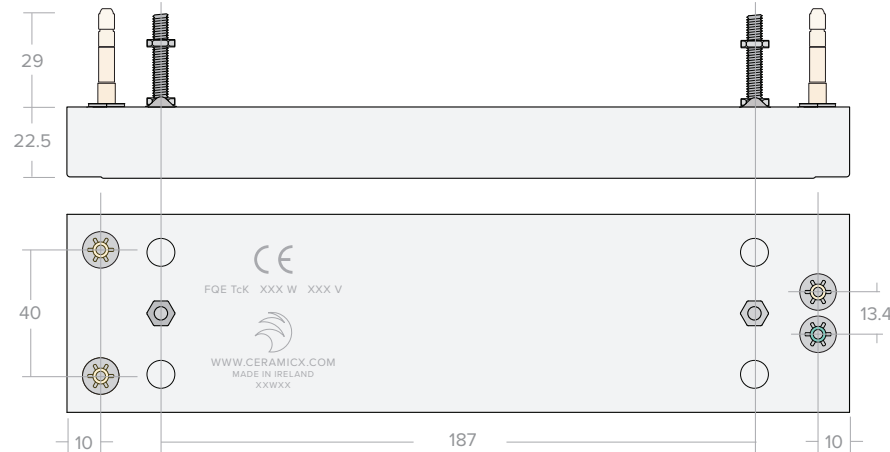 29
22.5
CE
FQE TcK XXX W XXX V
40
13.4
WWW.CERAMICX.COM
MADE IN IRELAND
XXWXX
10
187
10